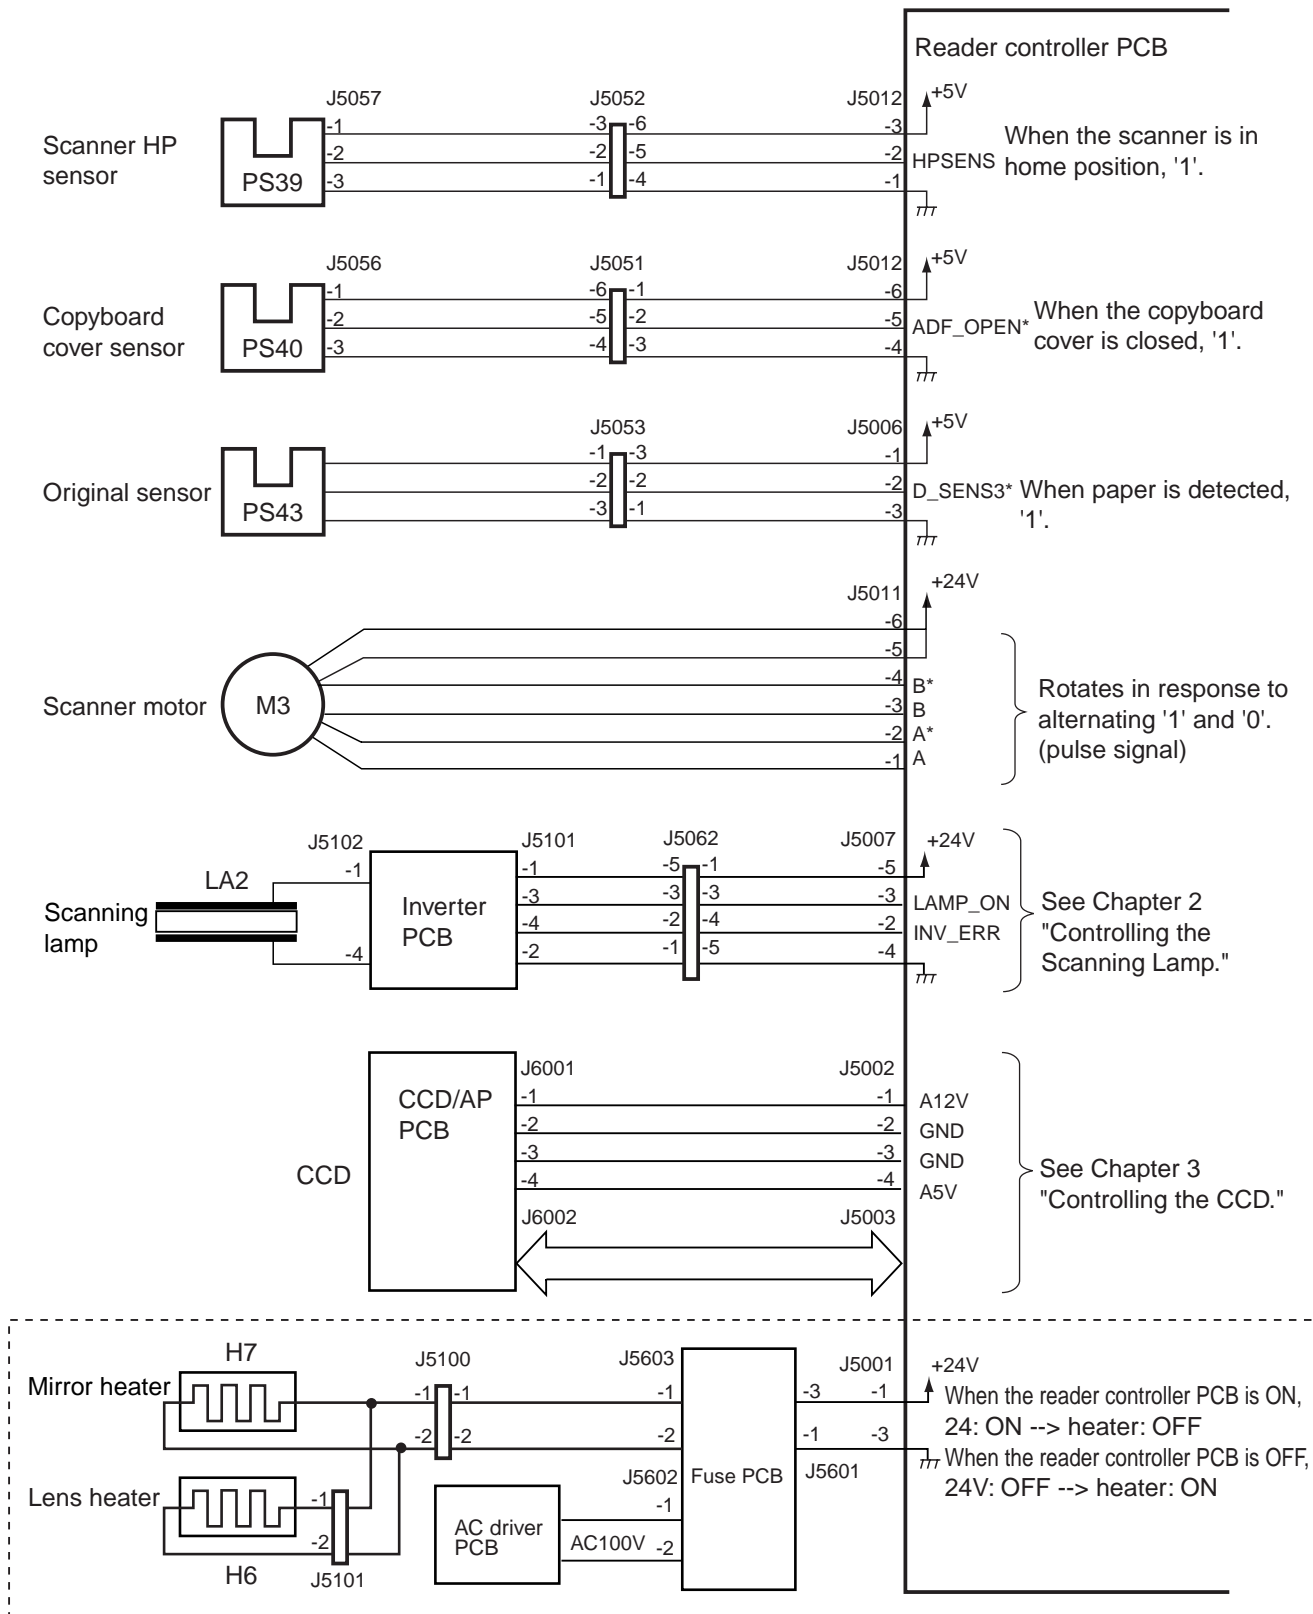 Reader controller PCB
J5057 J5052 J5012 +5V
Scanner HP
sensor
PS39
-1 -3 -6 -3
-2 -2 -5 -2 HPSENS
-3 -1 -4 -1
When the scanner is in
home position, '1'.
J5056 J5051 J5012 +5V
Copyboard
cover sensor
PS40
-1 -6 -1 -6
-2 -5 -2 -5 ADF_OPEN*
-3 -4 -3 -4
When the copyboard
cover is closed, '1'.
J5053 J5006 +5V
Original sensor
PS43
-1 -3 -1
-2 -2 -2 D_SENS3*
-3 -1 -3
When paper is detected,
'1'.
J5011 +24V
Scanner motor
M3
-6
-5
-4 B*
-3 B
-2 A*
-1 A
Rotates in response to
alternating '1' and '0'.
(pulse signal)
J5102 J5101 J5062 J5007 +24V
LA2
Scanning
lamp
-1
-4
Inverter
PCB
-1 -5 -1 -5
-3 -3 -3 -3 LAMP_ON
-4 -2 -4 -2 INV_ERR
-2 -1 -5 -4
See Chapter 2
"Controlling the
Scanning Lamp."
J6001 J5002
CCD/AP
PCB
CCD
-1 -1 A12V
-2 -2 GND
-3 -3 GND
-4 -4 A5V
J6002 J5003
See Chapter 3
"Controlling the CCD."
H7
Mirror heater
J5100 J5603 J5001 +24V
-1 -1 -1 -3 -1
-2 -2 -2 -1 -3
Fuse PCB
J5601
When the reader controller PCB is ON,
24: ON --> heater: OFF
When the reader controller PCB is OFF,
24V: OFF --> heater: ON
Lens heater
-1
-2
H6
J5101
J5602
AC driver
PCB
-1
AC100V -2